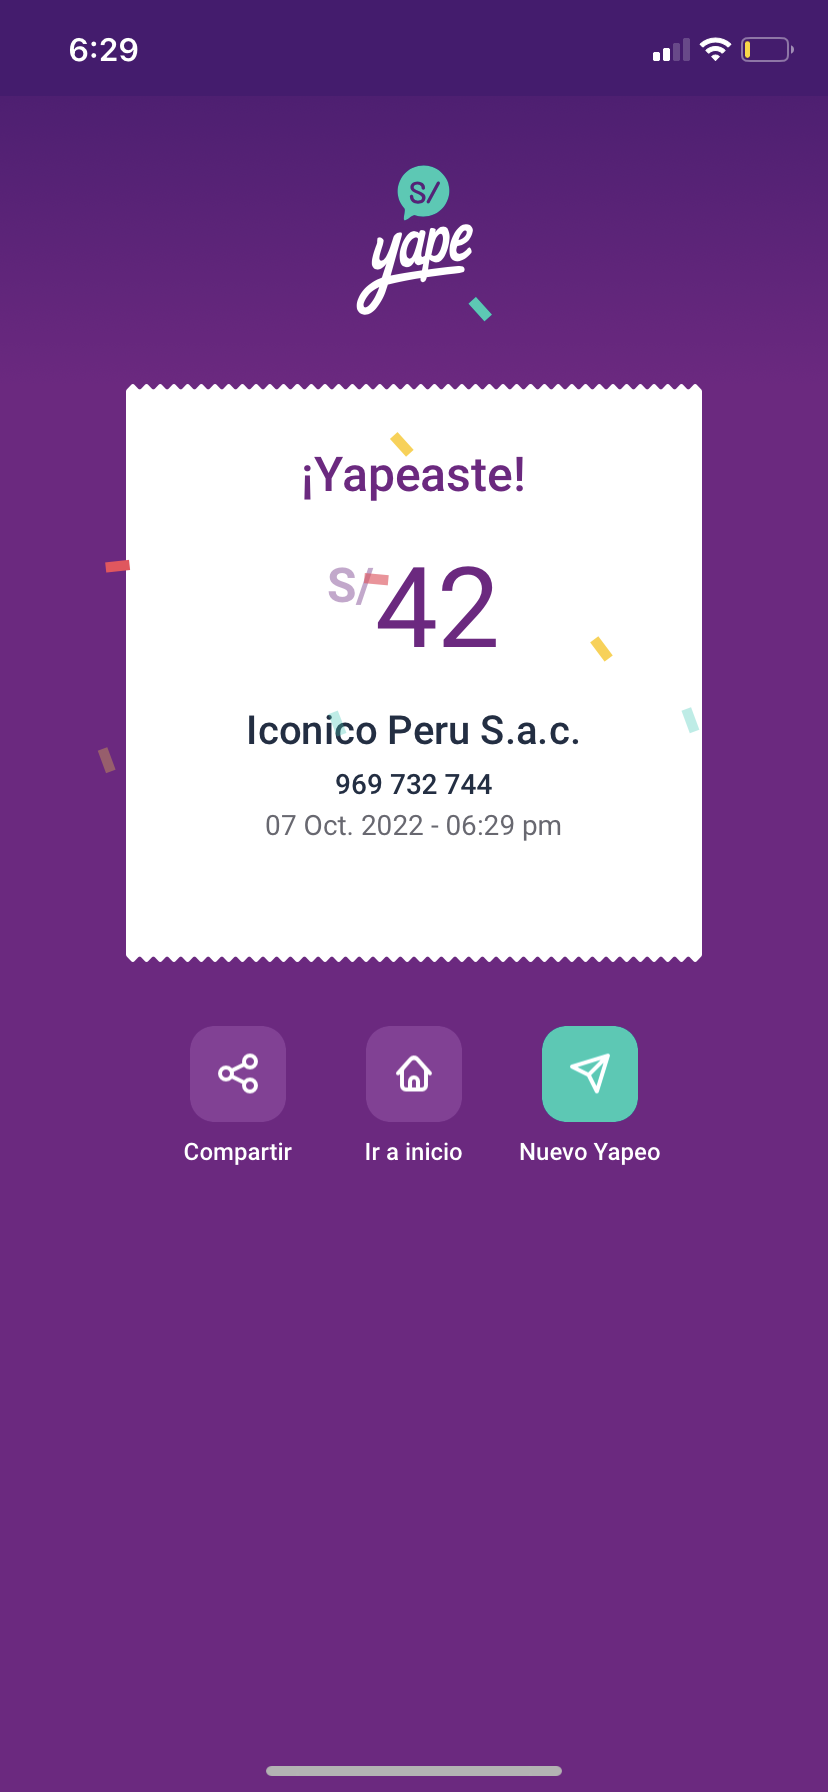 6:29
S/
yape
¡Yapeaste!
S/42
Iconico Peru S.a.c.
969 732 744
07 Oct. 2022 - 06:29 pm
Compartir
Ir a inicio
Nuevo Yapeo